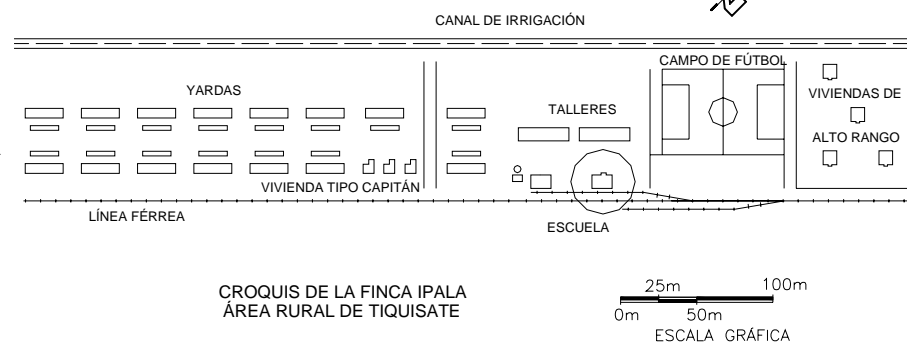 CANAL DE IRRIGACIÓN
CAMPO DE FÚTBOL
YARDAS
VIVIENDAS DE
TALLERES
ALTO RANGO
VIVIENDA TIPO CAPITÁN
LÍNEA FÉRREA
ESCUELA
CROQUIS DE LA FINCA IPALA
ÁREA RURAL DE TIQUISATE
25m 100m
0m 50m
ESCALA GRÁFICA